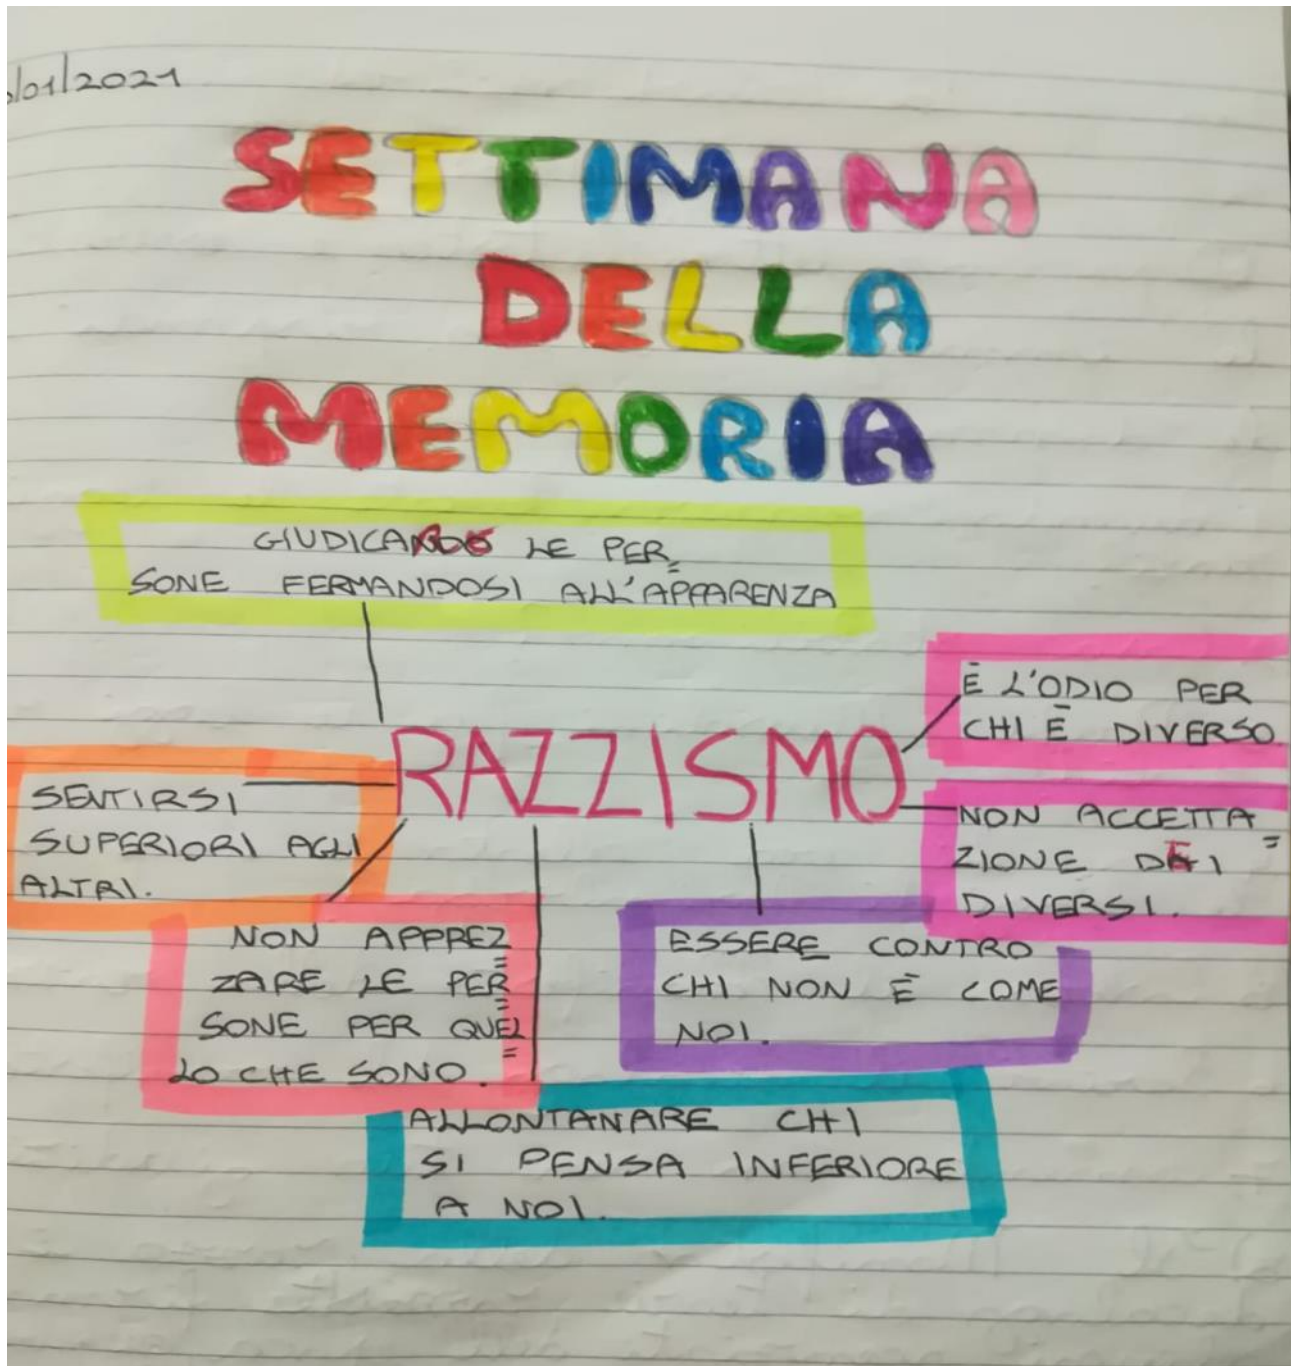 /01/2021
SETTIMANA
DELLA
MEMORIA
LE PER=
SONE FERMANDOSI ALL'APPARENZA
È L'ODIO PER
CHI È DIVERSO.
RAZZISMO
SENTIRSI
SUPERIORI AGLI
ALTRI.
NON ACCETTA=
ZIONE DEI
DIVERSI.
NON APPREZ=
ZARE LE PER=
SONE PER QUEL=
LO CHE SONO.
ESSERE CONTRO
CHI NON È COME
NOI.
ALLONTANARE CHI
SI PENSA INFERIORE
A NOI.